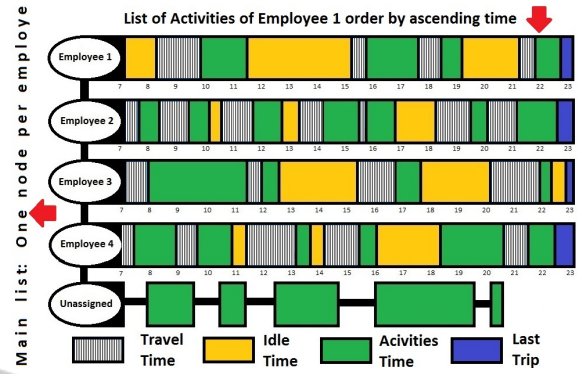 List of Activities of Employee 1 order by ascending time
Main list: One node per employe
Employee 1
7 8 9 10 11 12 13 14 15 16 17 18 19 20 21 22 23
Employee 2
7 8 9 10 11 12 13 14 15 16 17 18 19 20 21 22 23
Employee 3
7 8 9 10 11 12 13 14 15 16 17 18 19 20 21 22 23
Employee 4
7 8 9 10 11 12 13 14 15 16 17 18 19 20 21 22 23
Unassigned
Travel
Time
Idle
Time
Acivities
Time
Last
Trip